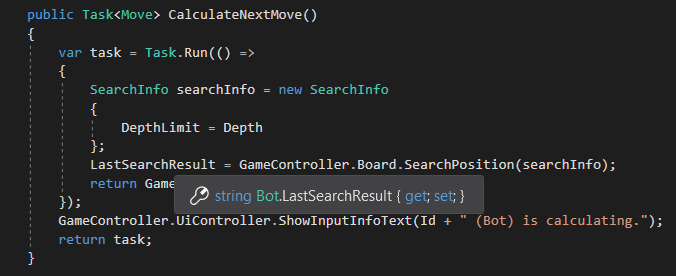 public Task<Move> CalculateNextMove()
{
var task = Task.Run(() =>
{
SearchInfo searchInfo = new SearchInfo
{
DepthLimit = Depth
};
LastSearchResult = GameController.Board.SearchPosition(searchInfo);
return Gam
string Bot.LastSearchResult { get; set; }
});
GameController.UiController.ShowInputInfoText(Id + " (Bot) is calculating.");
return task;
}